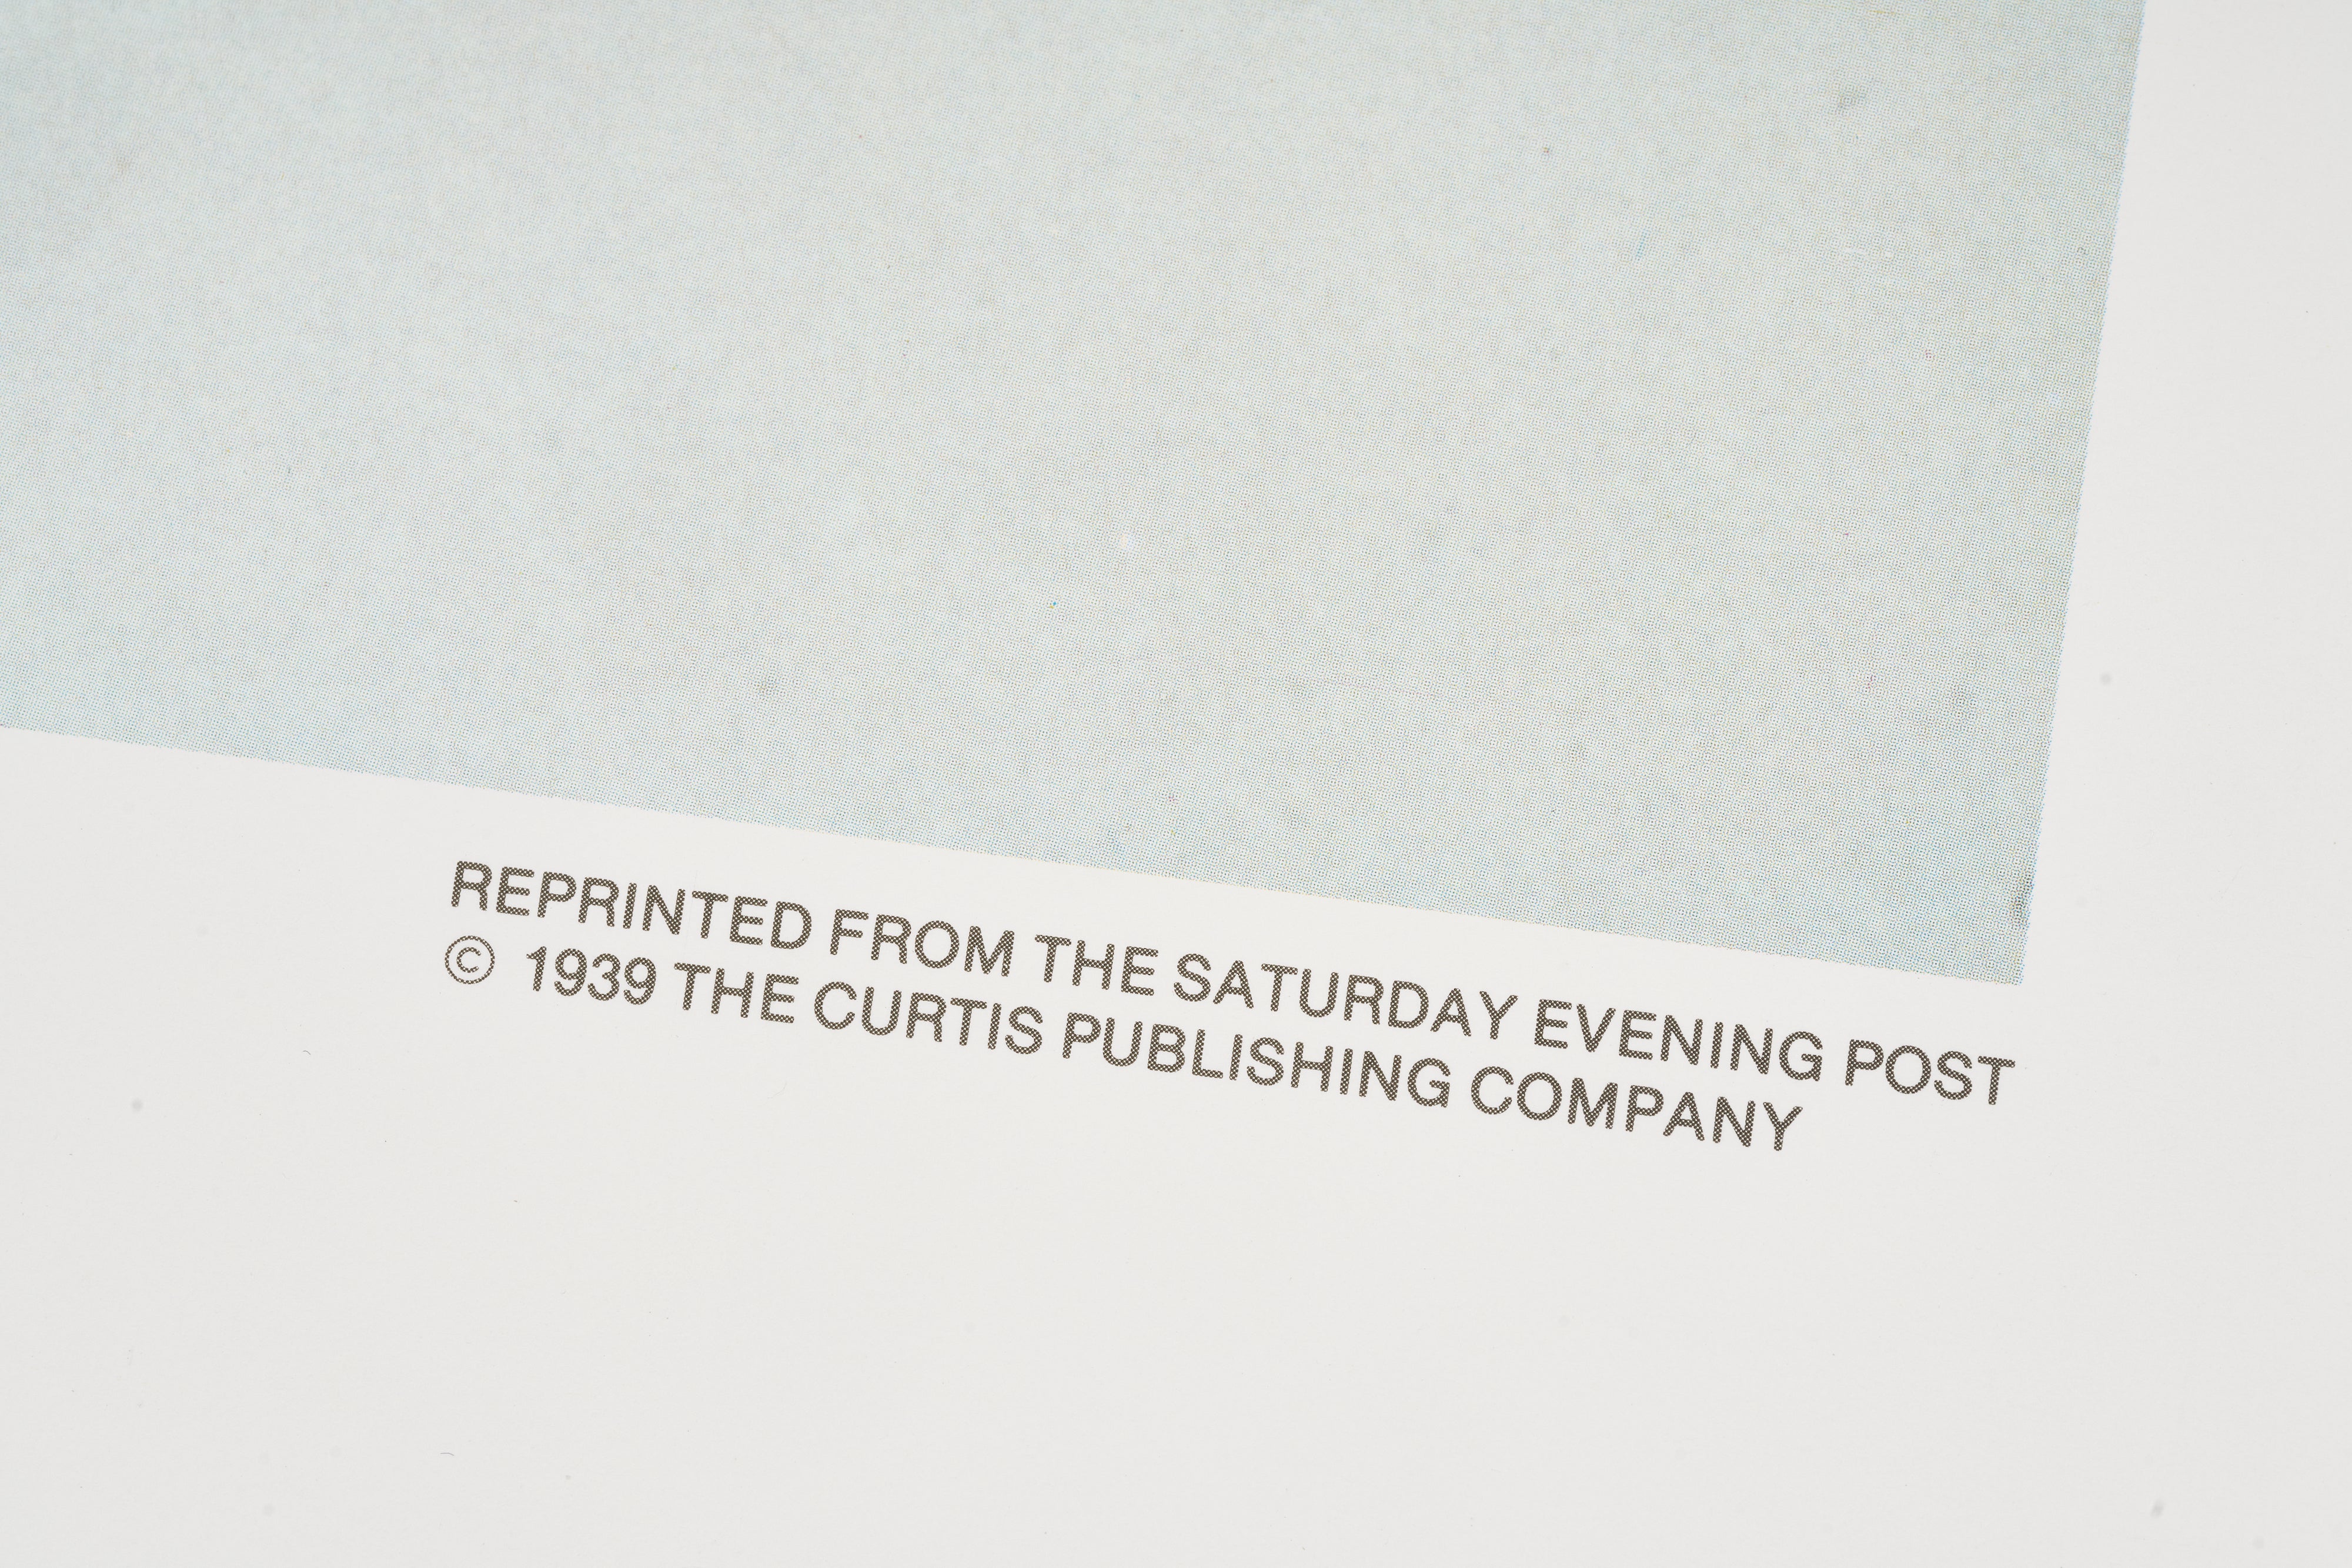 REPRINTED FROM THE SATURDAY EVENING POST
© 1939 THE CURTIS PUBLISHING COMPANY